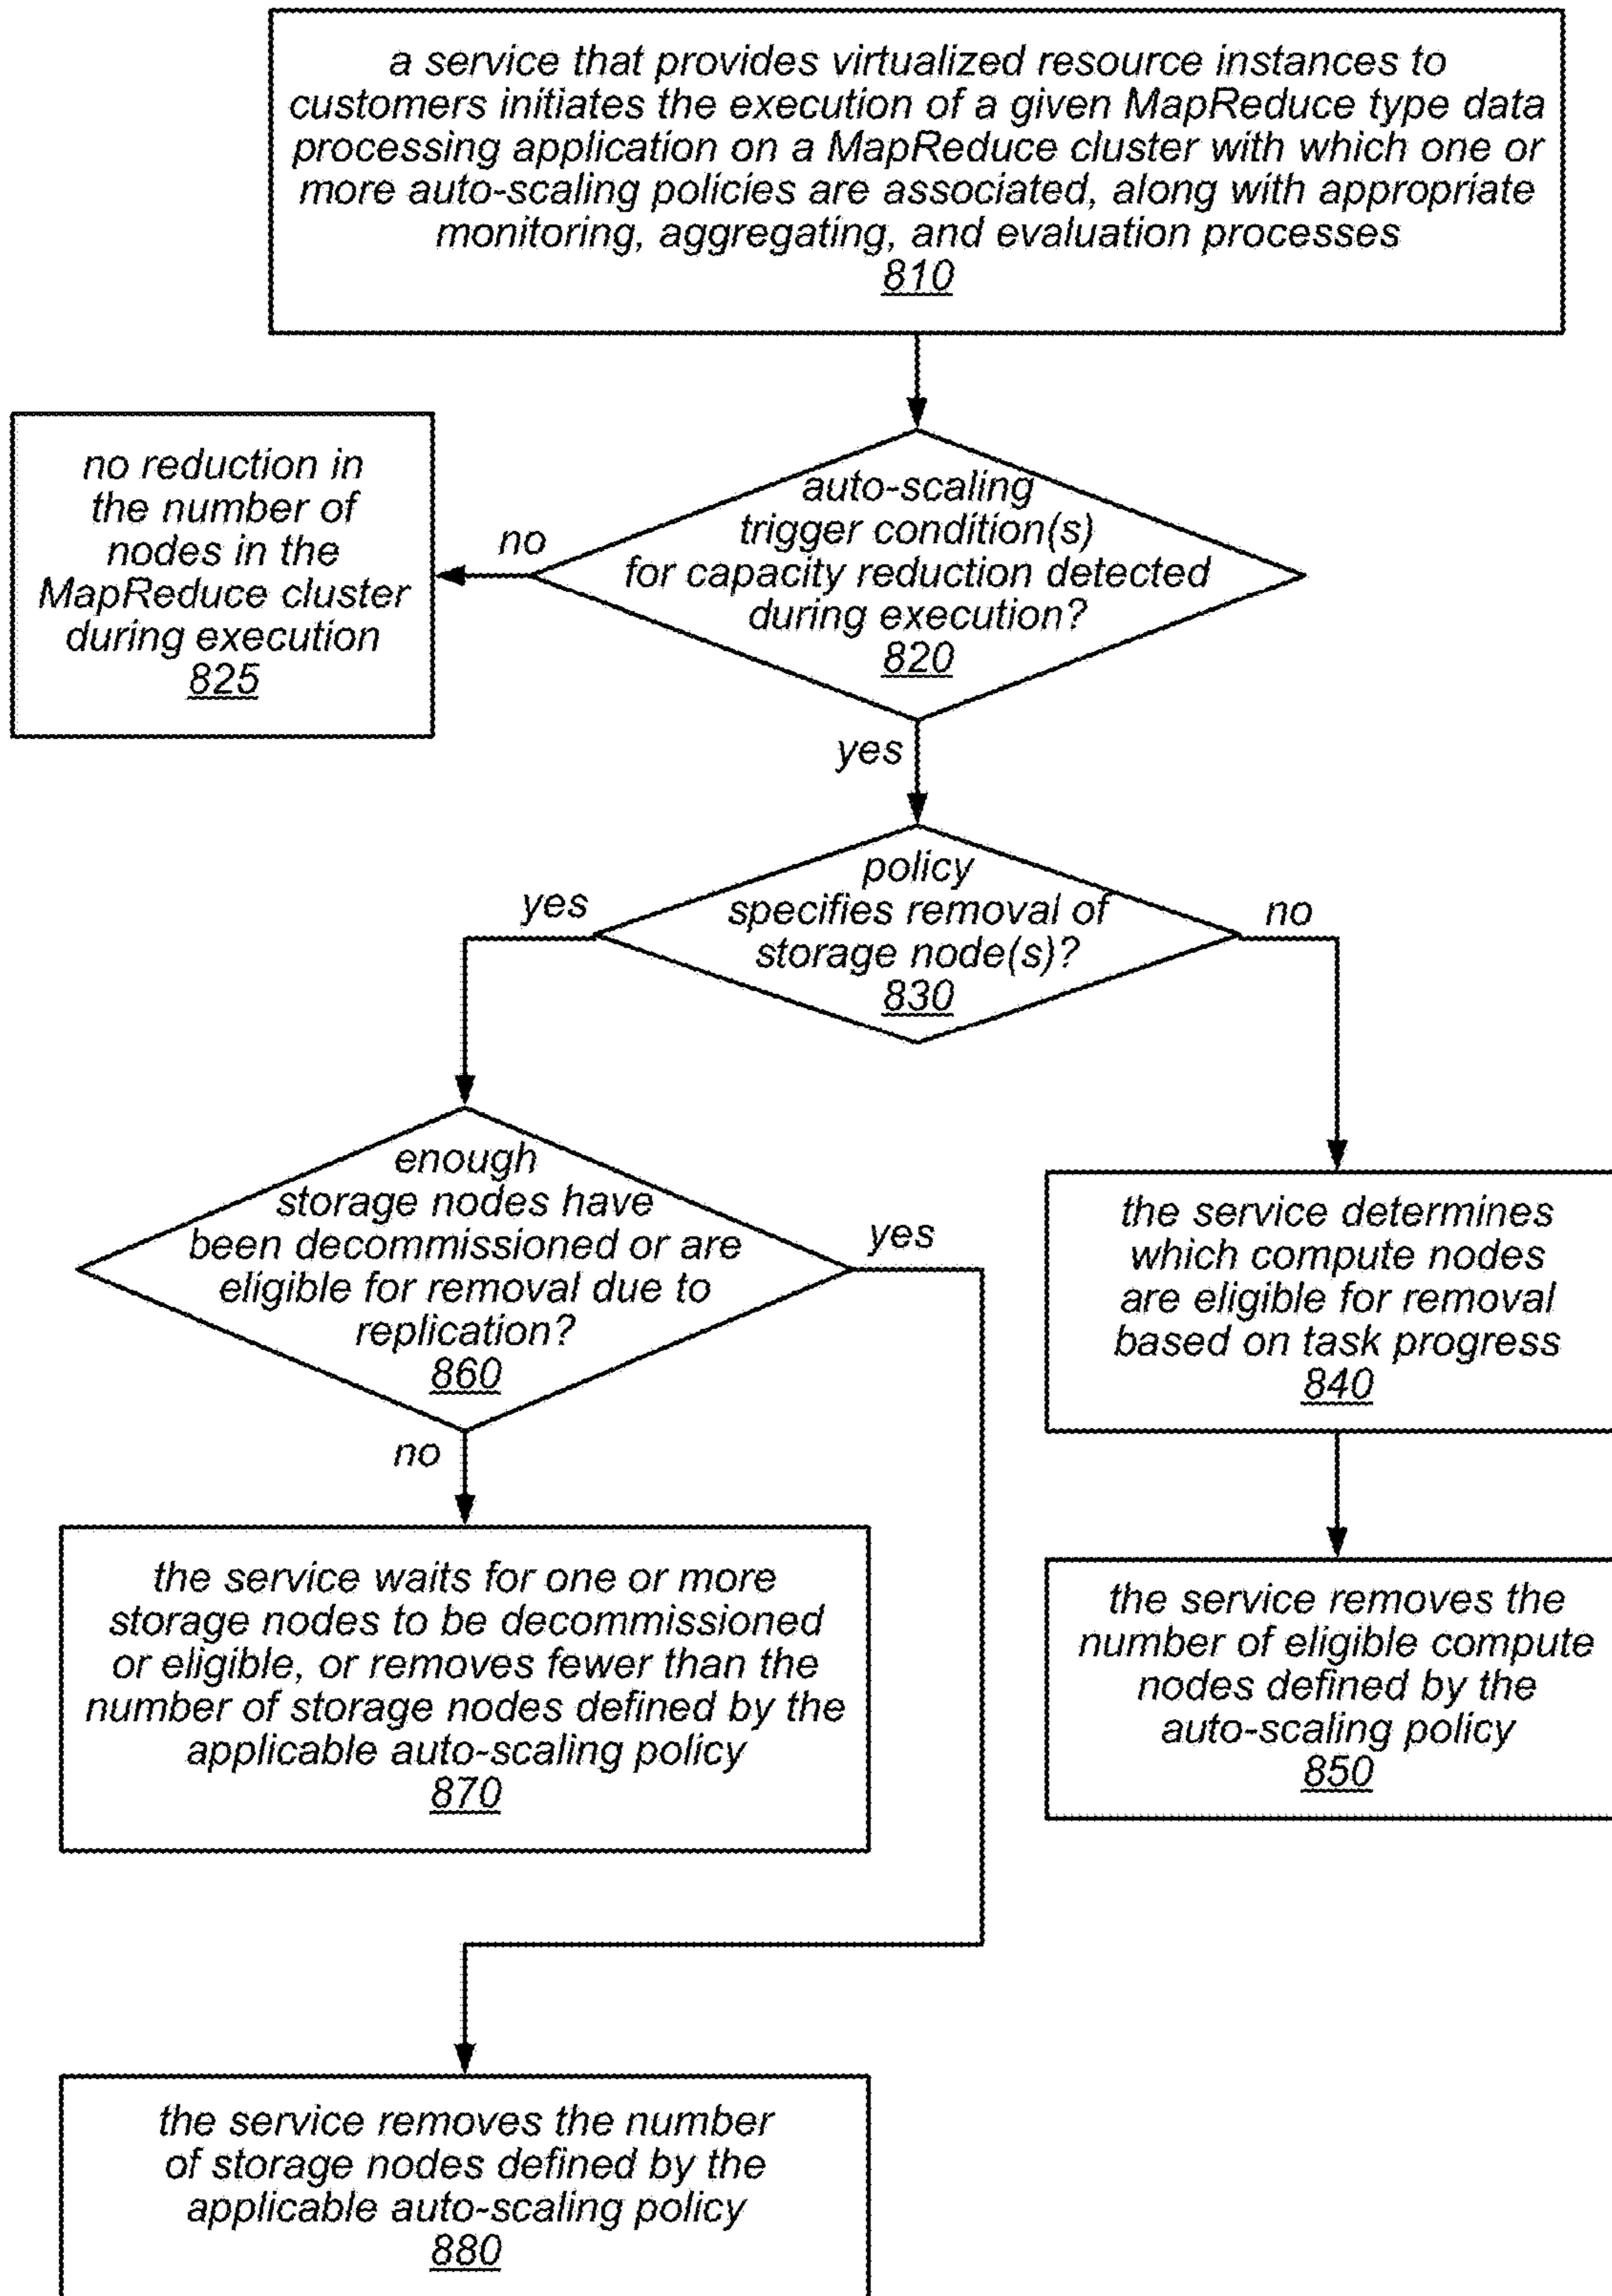 a service that provides virtualized resource instances to
customers initiates the execution of a given MapReduce type data
processing application on a MapReduce cluster with which one or
more auto-scaling policies are associated, along with appropriate
monitoring, aggregating, and evaluation processes
810
no reduction in
the number of
nodes in the
MapReduce cluster
during execution
825
no
auto-scaling
trigger condition(s)
for capacity reduction detected
during execution?
820
yes
policy
specifies removal of
storage node(s)?
830
yes
no
enough
storage nodes have
been decommissioned or are
eligible for removal due to
replication?
860
yes
no
the service determines
which compute nodes
are eligible for removal
based on task progress
840
the service waits for one or more
storage nodes to be decommissioned
or eligible, or removes fewer than the
number of storage nodes defined by the
applicable auto-scaling policy
870
the service removes the
number of eligible compute
nodes defined by the
auto-scaling policy
850
the service removes the number
of storage nodes defined by the
applicable auto-scaling policy
880